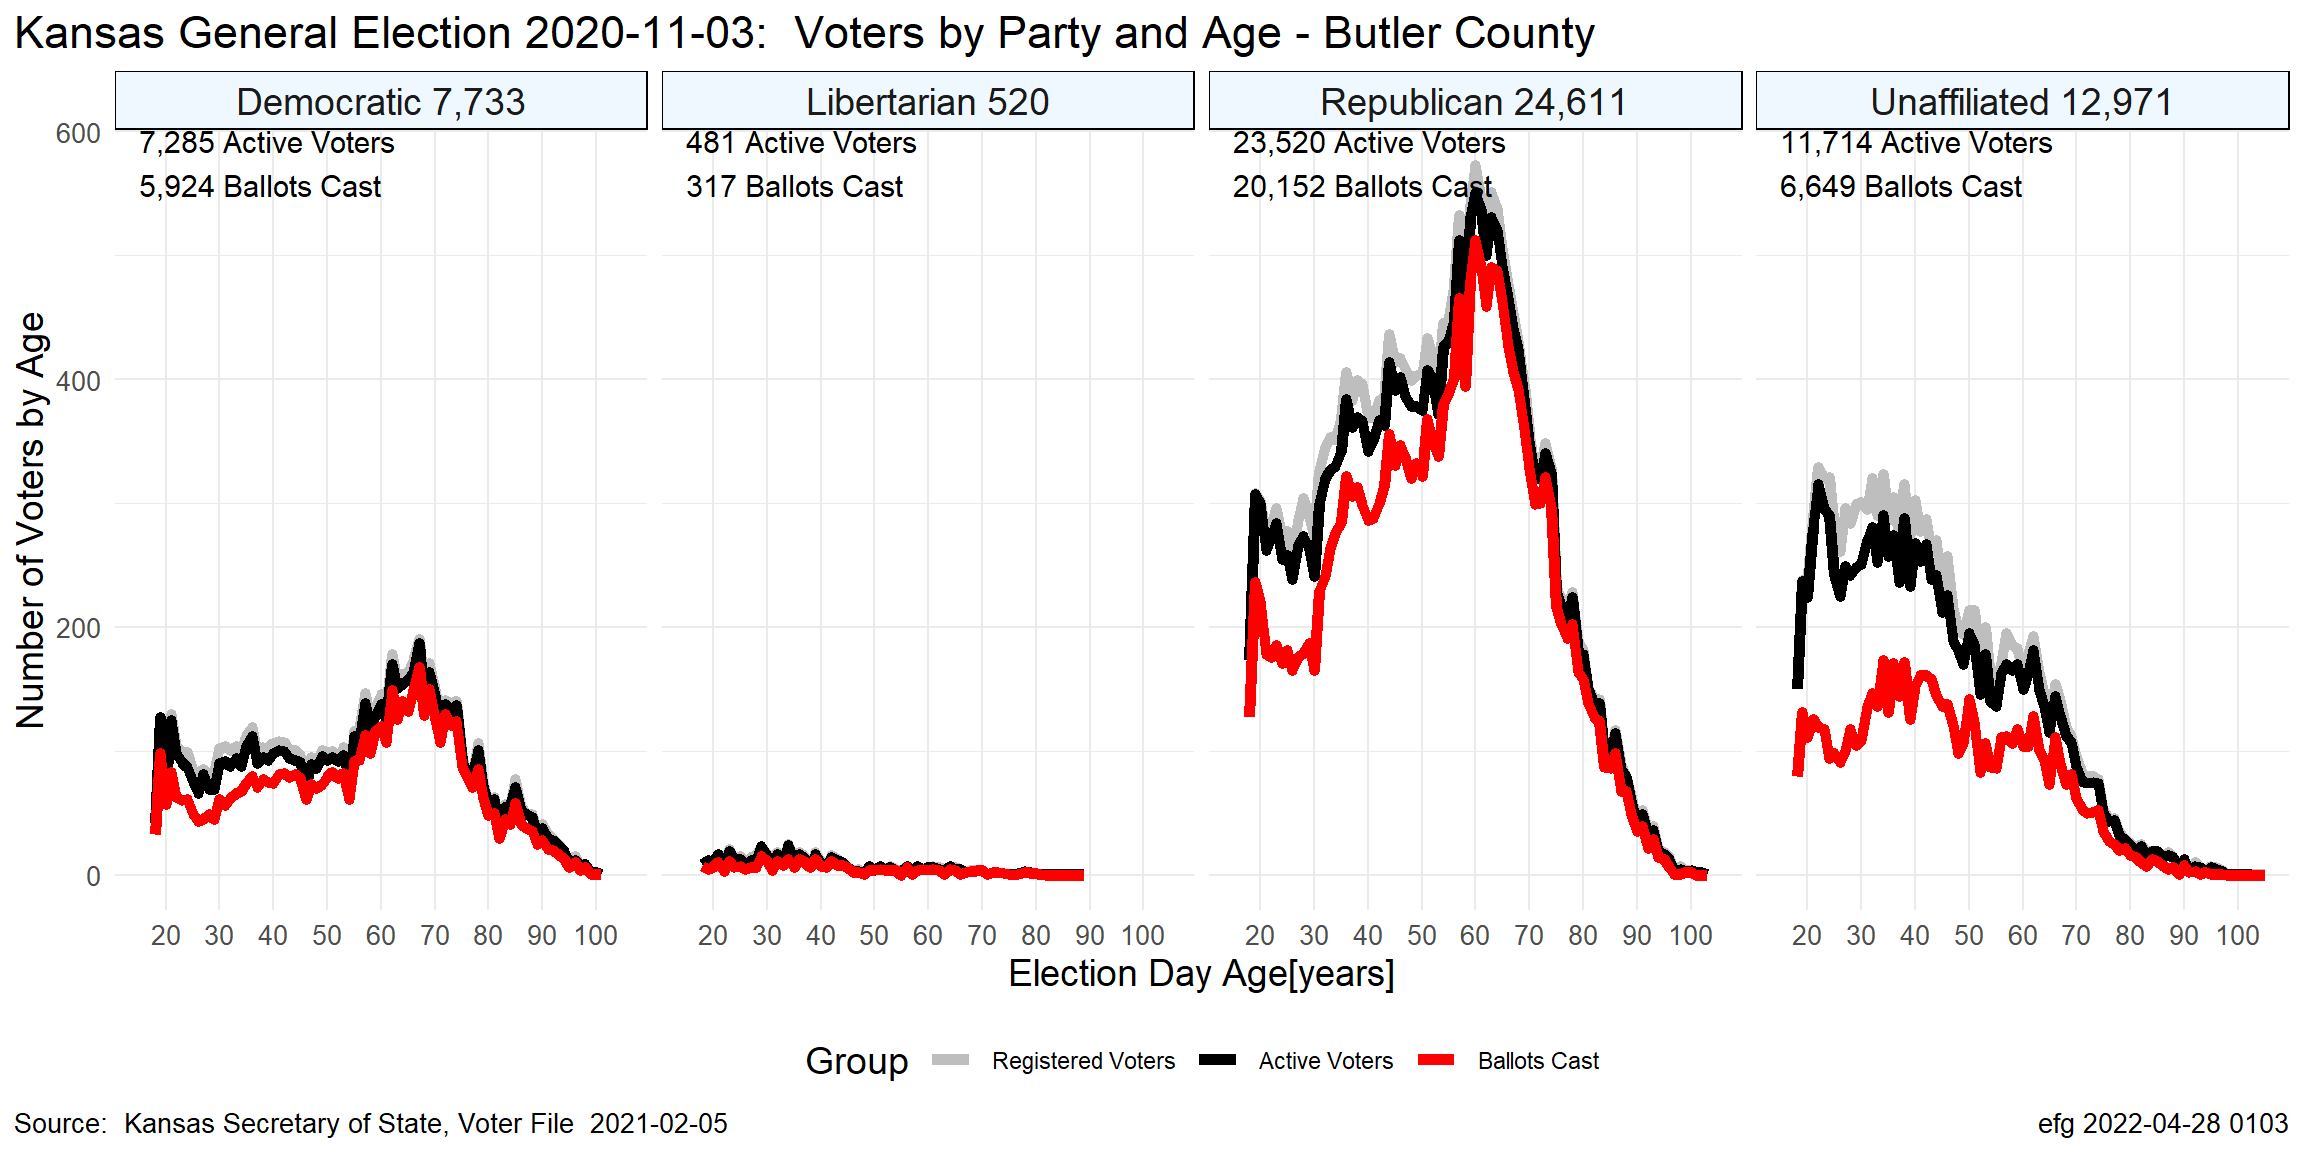 Kansas General Election 2020-11-03:  Voters by Party and Age - Butler County
Democratic 7,733
Libertarian 520
Republican 24,611
Unaffiliated 12,971
7,285 Active Voters
5,924 Ballots Cast
481 Active Voters
317 Ballots Cast
23,520 Active Voters
20,152 Ballots Cast
11,714 Active Voters
6,649 Ballots Cast
Number of Voters by Age
600
400
200
0
20 30 40 50 60 70 80 90 100
20 30 40 50 60 70 80 90 100
20 30 40 50 60 70 80 90 100
20 30 40 50 60 70 80 90 100
Election Day Age[years]
Group Registered Voters Active Voters Ballots Cast
Source:  Kansas Secretary of State, Voter File  2021-02-05
efg 2022-04-28 0103